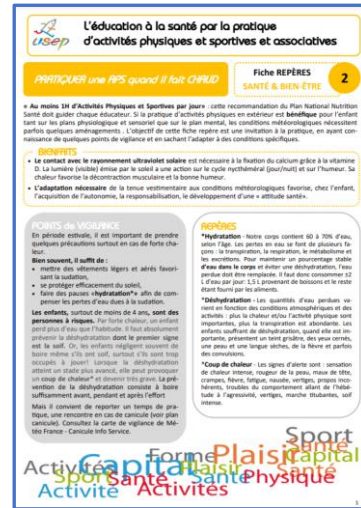 L'éducation à la santé par la pratique
d'activités physiques et sportives et associatives
usep
PRATIQUER une APS quand il fait CHAUD
Fiche REPÈRES
SANTÉ & BIEN-ÊTRE
2
« Au moins 1H d'Activités Physiques et Sportives par jour» : cette recommandation du Plan National Nutrition
Santé doit guider chaque éducateur. Si la pratique d'activités physiques en extérieur est bénéfique pour l'enfant
tant sur les plans physiologique et sensoriel que sur le plan mental, les conditions météorologiques nécessitent
parfois quelques aménagements . L'objectif de cette fiche repère est une invitation à la pratique, en ayant con-
naissance de quelques points de vigilance et en sachant l'adapter à des conditions spécifiques.
BIENFAITS
• Le contact avec le rayonnement ultraviolet solaire est nécessaire à la fixation du calcium grâce à la vitamine
D. La lumière (visible) émise par le soleil a une action sur le cycle nycthéméral (jour/nuit) et sur l'humeur. Sa
chaleur favorise la décontraction musculaire et la bonne humeur.
• L'adaptation nécessaire de la tenue vestimentaire aux conditions météorologiques favorise, chez l'enfant,
l'acquisition de l'autonomie, la responsabilisation, le développement d'une « attitude santé».
POINTS de VIGILANCE
En période estivale, il est important de prendre
quelques précautions surtout en cas de forte cha-
leur.
Bien souvent, il suffit de :
• mettre des vêtements légers et aérés favori-
sant la sudation,
• se protéger efficacement du soleil,
• faire des pauses «hydratation*» afin de com-
penser les pertes d'eau dues à la sudation.
Les enfants, surtout de moins de 4 ans, sont des
personnes à risques. Par forte chaleur, un enfant
perd plus d'eau que l'habitude. Il faut absolument
prévenir la déshydratation dont le premier signe
est la soif. Or, les enfants négligent souvent de
boire même s'ils ont soif, surtout s'ils sont trop
occupés à jouer! Lorsque la déshydratation
atteint un stade plus avancé, elle peut provoquer
un coup de chaleur* et devenir très grave. La pré-
vention de la déshydratation consiste à boire
suffisamment avant, pendant et après l'effort
Mais il convient de reporter un temps de pra-
tique, une rencontre en cas de canicule (voir plan
canicule). Consultez la carte de vigilance de Mé-
téo France - Canicule Info Service.
REPÈRES
*Hydratation - Notre corps contient 60 à 70% d'eau,
selon l'âge. Les pertes en eau se font de plusieurs fa-
çons : la transpiration, la respiration, le métabolisme et
les excrétions. Pour maintenir un pourcentage stable
d'eau dans le corps et éviter une déshydratation, l'eau
perdue doit être remplacée. Il faut donc consommer ±2
L d'eau par jour: 1,5 L provenant de boissons et le reste
étant fourni par les aliments.
*Déshydratation - Les quantités d'eau perdues va-
rient en fonction des conditions atmosphériques et des
activités : plus la chaleur et/ou l'activité physique sont
importantes, plus la transpiration est abondante. Les
enfants souffrant de déshydratation, quand elle est im-
portante, présentent un teint grisâtre, des yeux cernés,
une peau et une langue sèches, de la fièvre et parfois
des convulsions.
*Coup de chaleur - Les signes d'alerte sont : sensation
de chaleur intense, rougeur de la peau, maux de tête,
crampes, fièvre, fatigue, nausée, vertiges, propos inco-
hérents, troubles du comportement allant de l'hébé-
tude à l'agressivité, vertiges, marche titubantes, soif
intense.
Sport
Forme Plaisir Santé
Activités Capital Plaisir Capital
Sport Santé Santé Physique Santé
Activité Activités